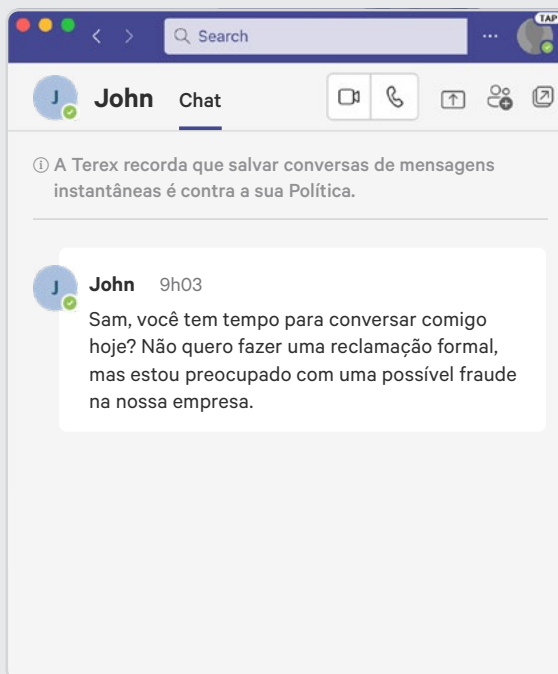 TAP
Search
...
J
John Chat
A Terex recorda que salvar conversas de mensagens
instantâneas é contra a sua Política.
J
John 9h03
Sam, você tem tempo para conversar comigo
hoje? Não quero fazer uma reclamação formal,
mas estou preocupado com uma possível fraude
na nossa empresa.